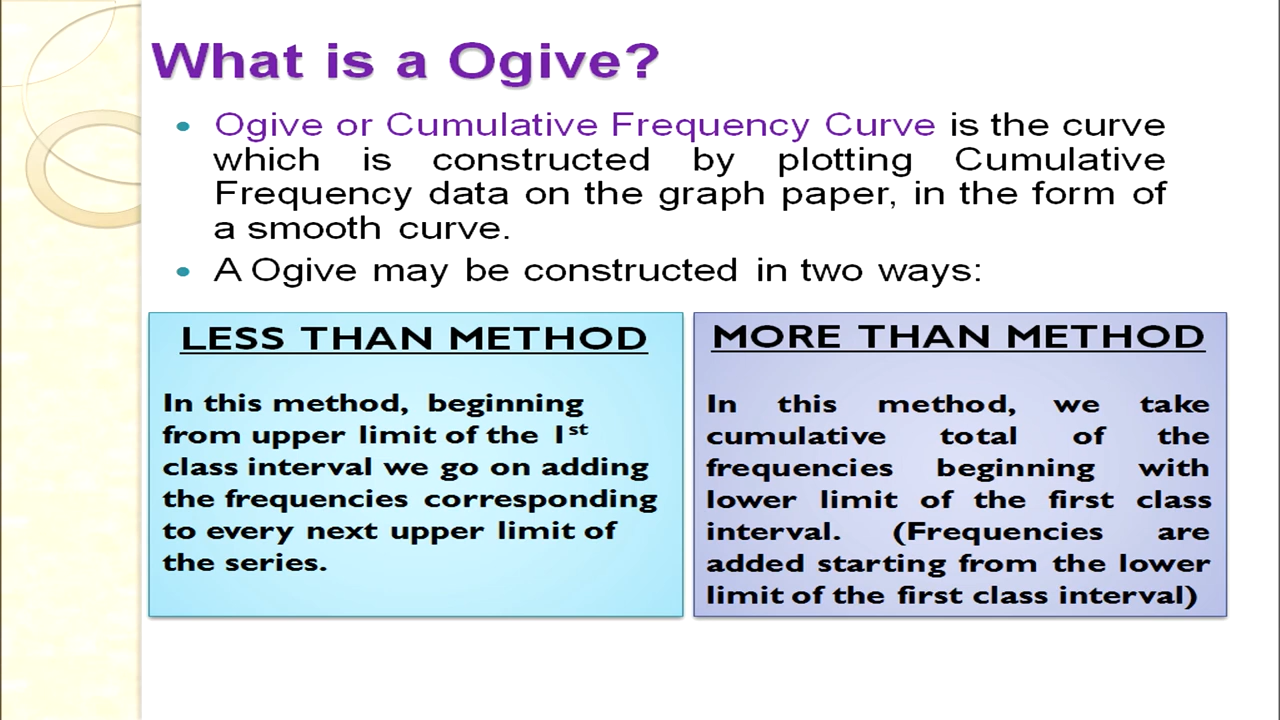 What is a Ogive?
• Ogive or Cumulative Frequency Curve is the curve
which is constructed by plotting Cumulative
Frequency data on the graph paper, in the form of
a smooth curve.
• A Ogive may be constructed in two ways:
LESS THAN METHOD
In this method, beginning
from upper limit of the 1st
class interval we go on adding
the frequencies corresponding
to every next upper limit of
the series.
MORE THAN METHOD
In this method, we take
cumulative total of the
frequencies beginning with
lower limit of the first class
interval. (Frequencies are
added starting from the lower
limit of the first class interval)